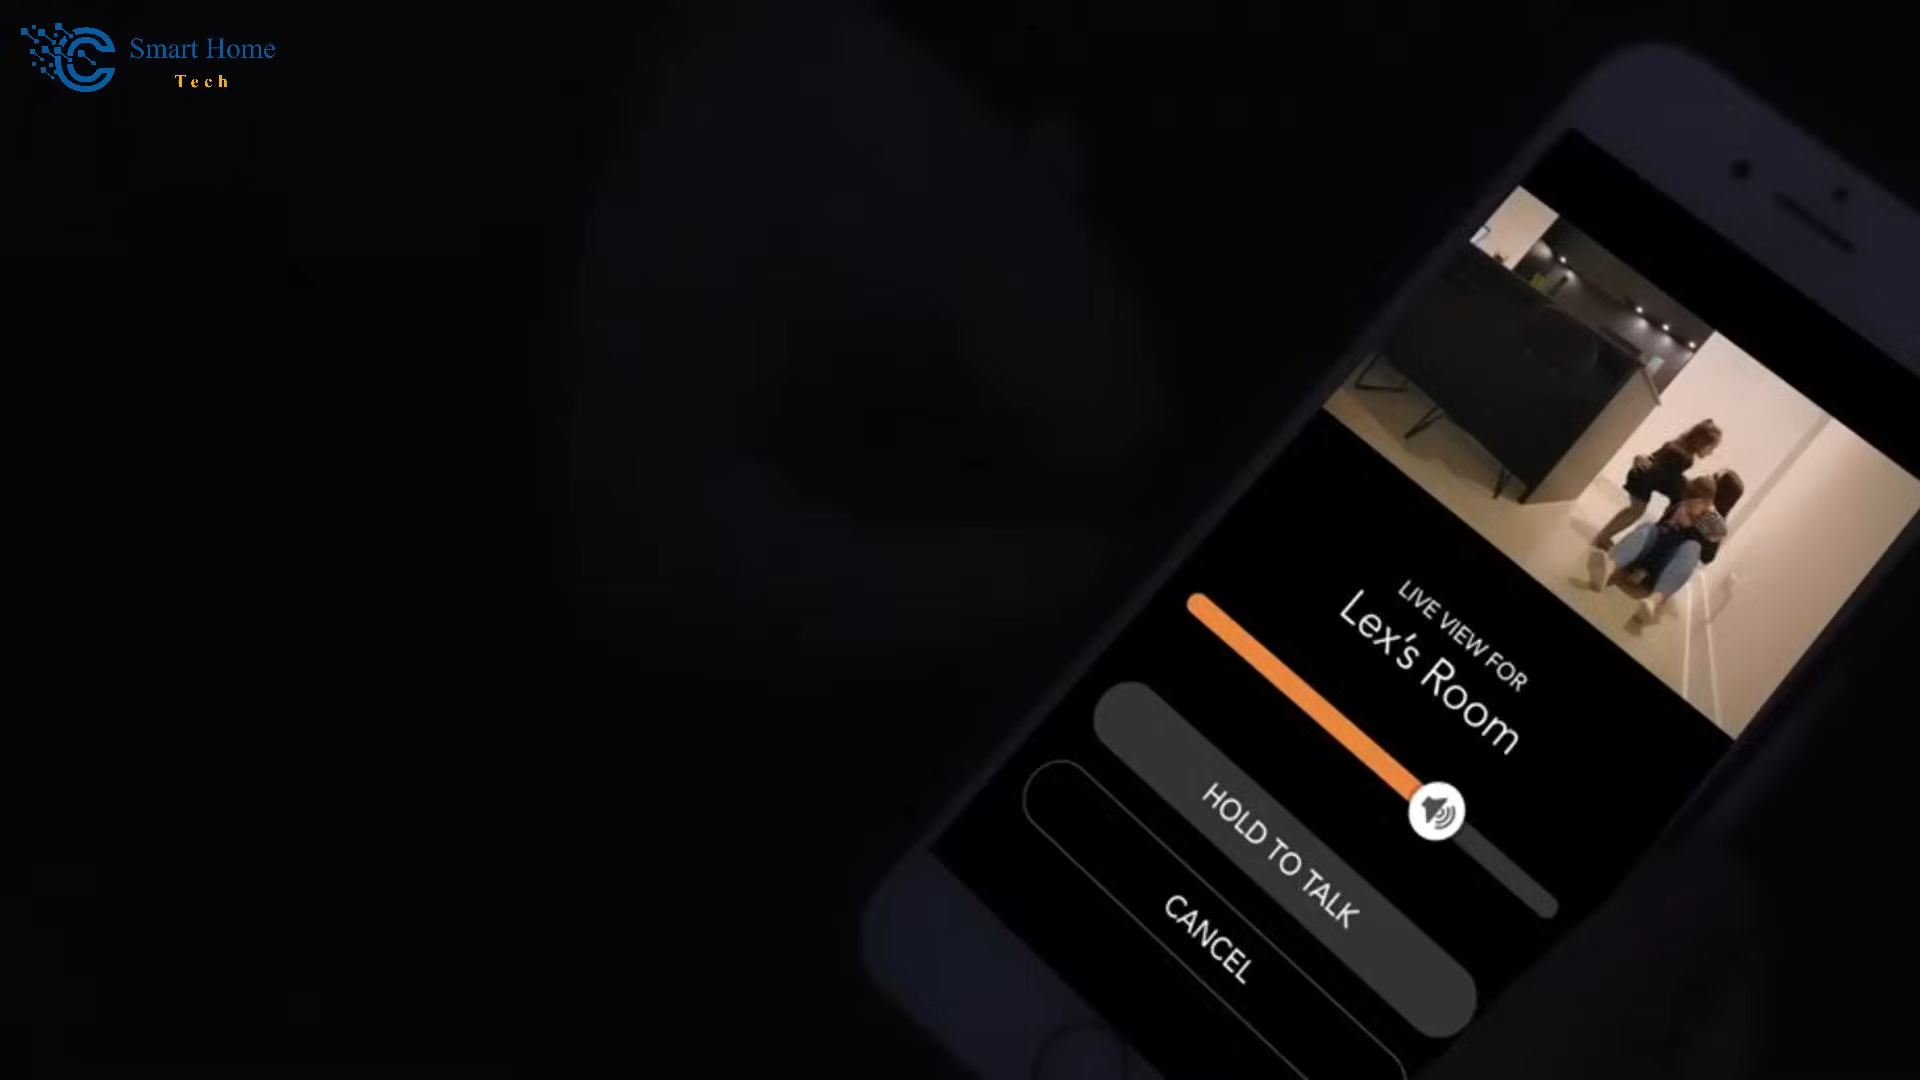 Smart Home
Tech
LIVE VIEW FOR
Lex's Room
HOLD TO TALK
CANCEL